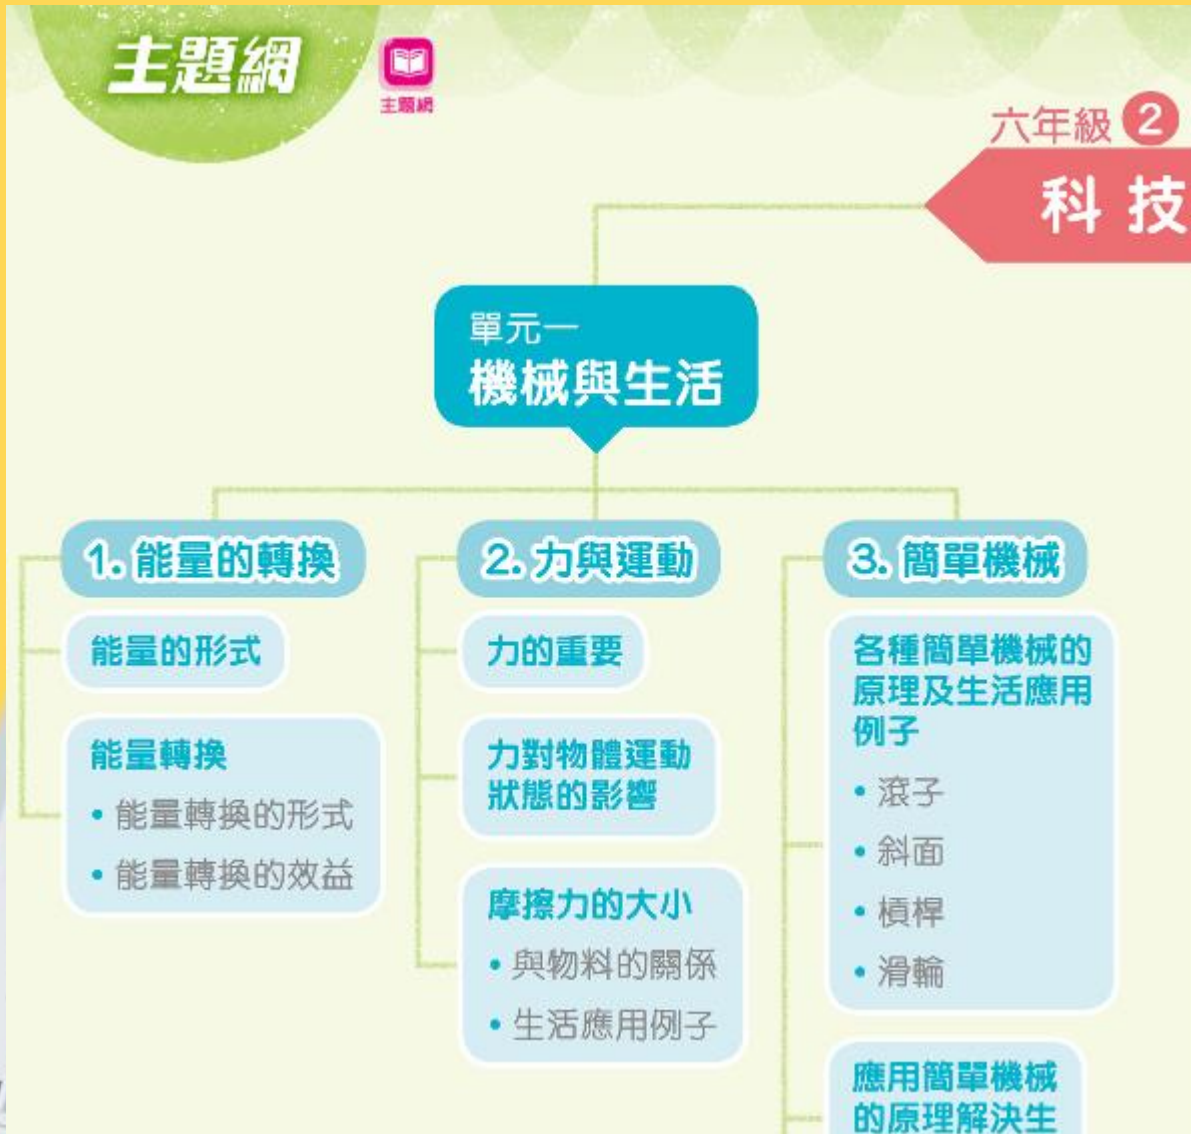 主題網
主題網
六年級 2
科技
單元一
機械與生活
1. 能量的轉換
能量的形式
能量轉換
• 能量轉換的形式
• 能量轉換的效益
2. 力與運動
力的重要
力對物體運動
狀態的影響
摩擦力的大小
• 與物料的關係
• 生活應用例子
3. 簡單機械
各種簡單機械的
原理及生活應用
例子
• 滾子
• 斜面
• 槓桿
• 滑輪
應用簡單機械
的原理解決生